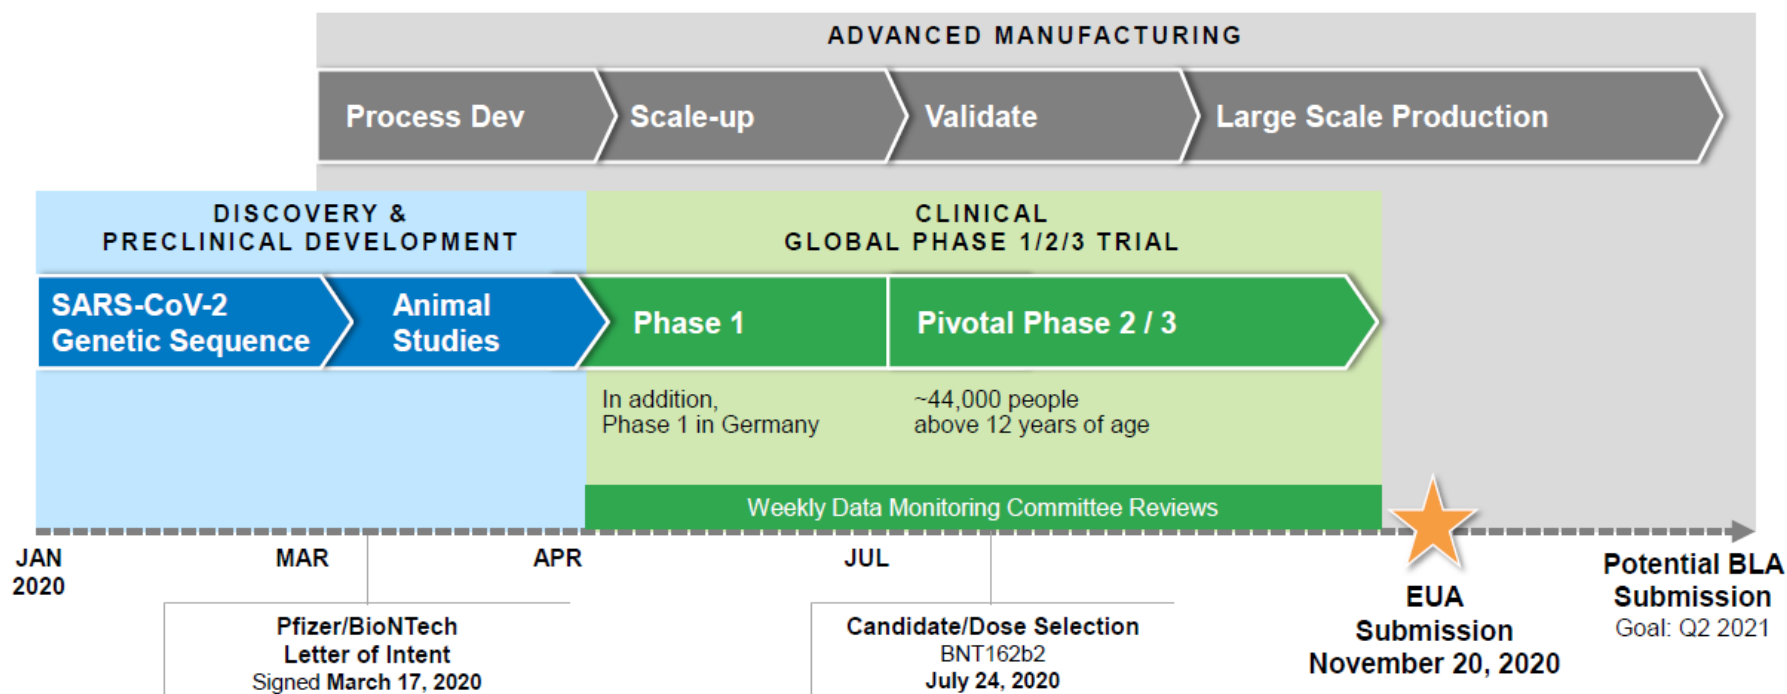 ADVANCED MANUFACTURING
Process Dev
Scale-up
Validate
Large Scale Production
DISCOVERY &
PRECLINICAL DEVELOPMENT
CLINICAL
GLOBAL PHASE 1/2/3 TRIAL
SARS-CoV-2
Genetic Sequence
Animal
Studies
Phase 1
Pivotal Phase 2 / 3
In addition,
Phase 1 in Germany
~44,000 people
above 12 years of age
Weekly Data Monitoring Committee Reviews
JAN
2020
MAR
APR
JUL
Pfizer/BioNTech
Letter of Intent
Signed March 17, 2020
Candidate/Dose Selection
BNT162b2
July 24, 2020
EUA
Submission
November 20, 2020
Potential BLA
Submission
Goal: Q2 2021